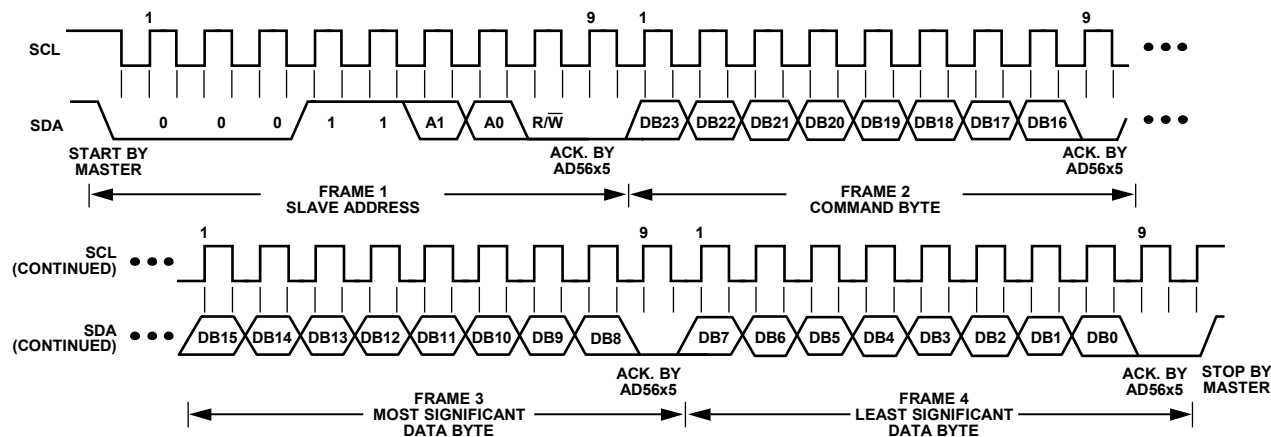 1 9 1 9
SCL
SDA
0 0 0 1 1 A1 A0 R/W̅ DB23 DB22 DB21 DB20 DB19 DB18 DB17 DB16
START BY
MASTER
ACK. BY
AD56x5
ACK. BY
AD56x5
FRAME 1
SLAVE ADDRESS
FRAME 2
COMMAND BYTE
1 9 1 9
SCL
(CONTINUED)
SDA
(CONTINUED)
DB15 DB14 DB13 DB12 DB11 DB10 DB9 DB8 DB7 DB6 DB5 DB4 DB3 DB2 DB1 DB0
ACK. BY
AD56x5
ACK. BY
AD56x5
STOP BY
MASTER
FRAME 3
MOST SIGNIFICANT
DATA BYTE
FRAME 4
LEAST SIGNIFICANT
DATA BYTE